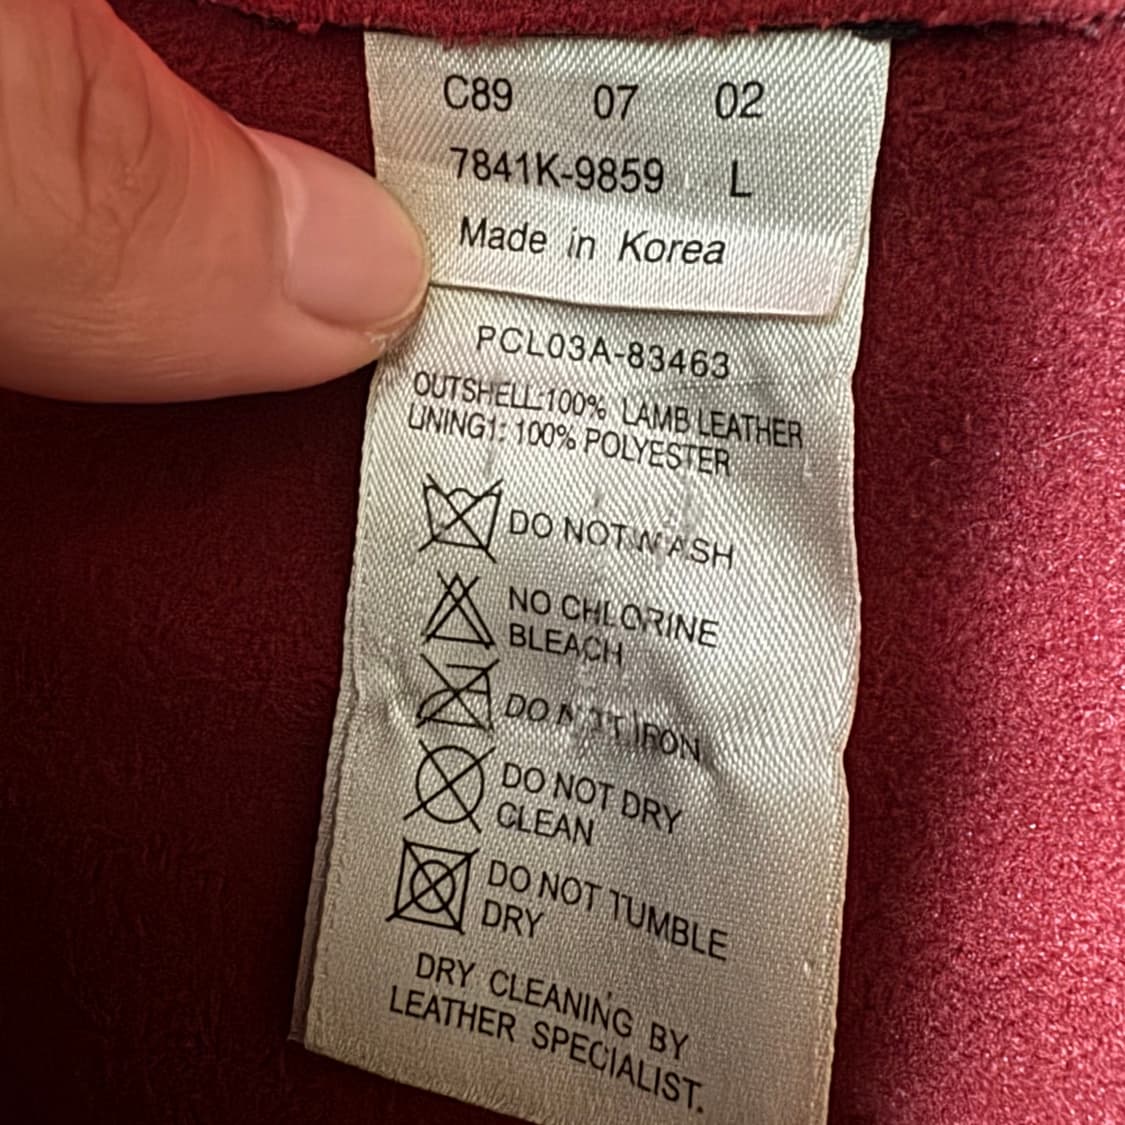 C89 07 02
7841K-9859 L
Made in Korea
PCL03A-83463
OUTSHELL:100% LAMB LEATHER
LINING1: 100% POLYESTER
DO NOT WASH
NO CHLORINE
BLEACH
DO NOT IRON
DO NOT DRY
CLEAN
DO NOT TUMBLE
DRY
DRY CLEANING BY
LEATHER SPECIALIST.